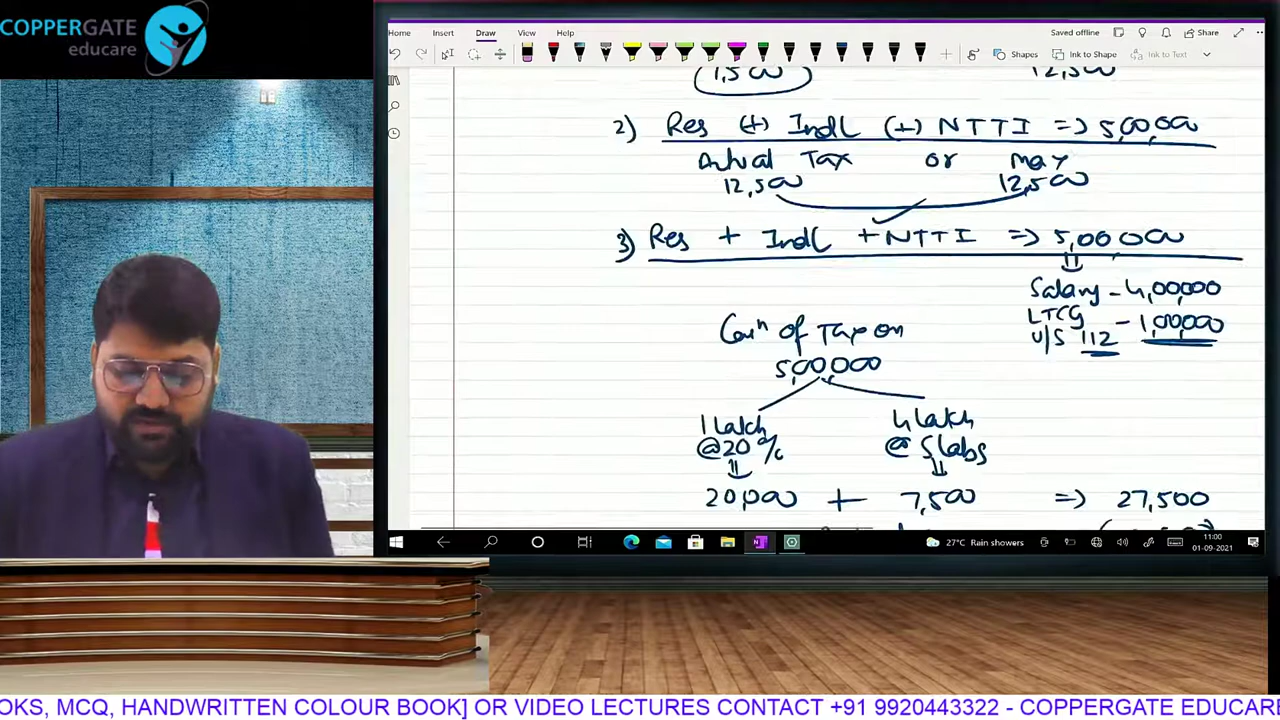 COPPERGATE
educare
Home Insert Draw View Help
Saved offline
Share
Shapes Ink to Shape Ink to Text
1,500 12,500
2) Res (+) Indl (+) NTTI => 5,00,000
Actual Tax or Max
12,500 12,500
3) Res + Indl + NTTI => 5,00,000
Salary - 4,00,000
LTCG - 1,00,000
U/S 112
Comn of Tax on
5,00,000
1 Lakh 4 Lakh
@20% @ Slabs
20,000 + 7,500 => 27,500
27°C Rain showers
11:00
01-09-2021
OKS, MCQ, HANDWRITTEN COLOUR BOOK] OR VIDEO LECTURES CONTACT +91 9920443322 - COPPERGATE EDUCARE